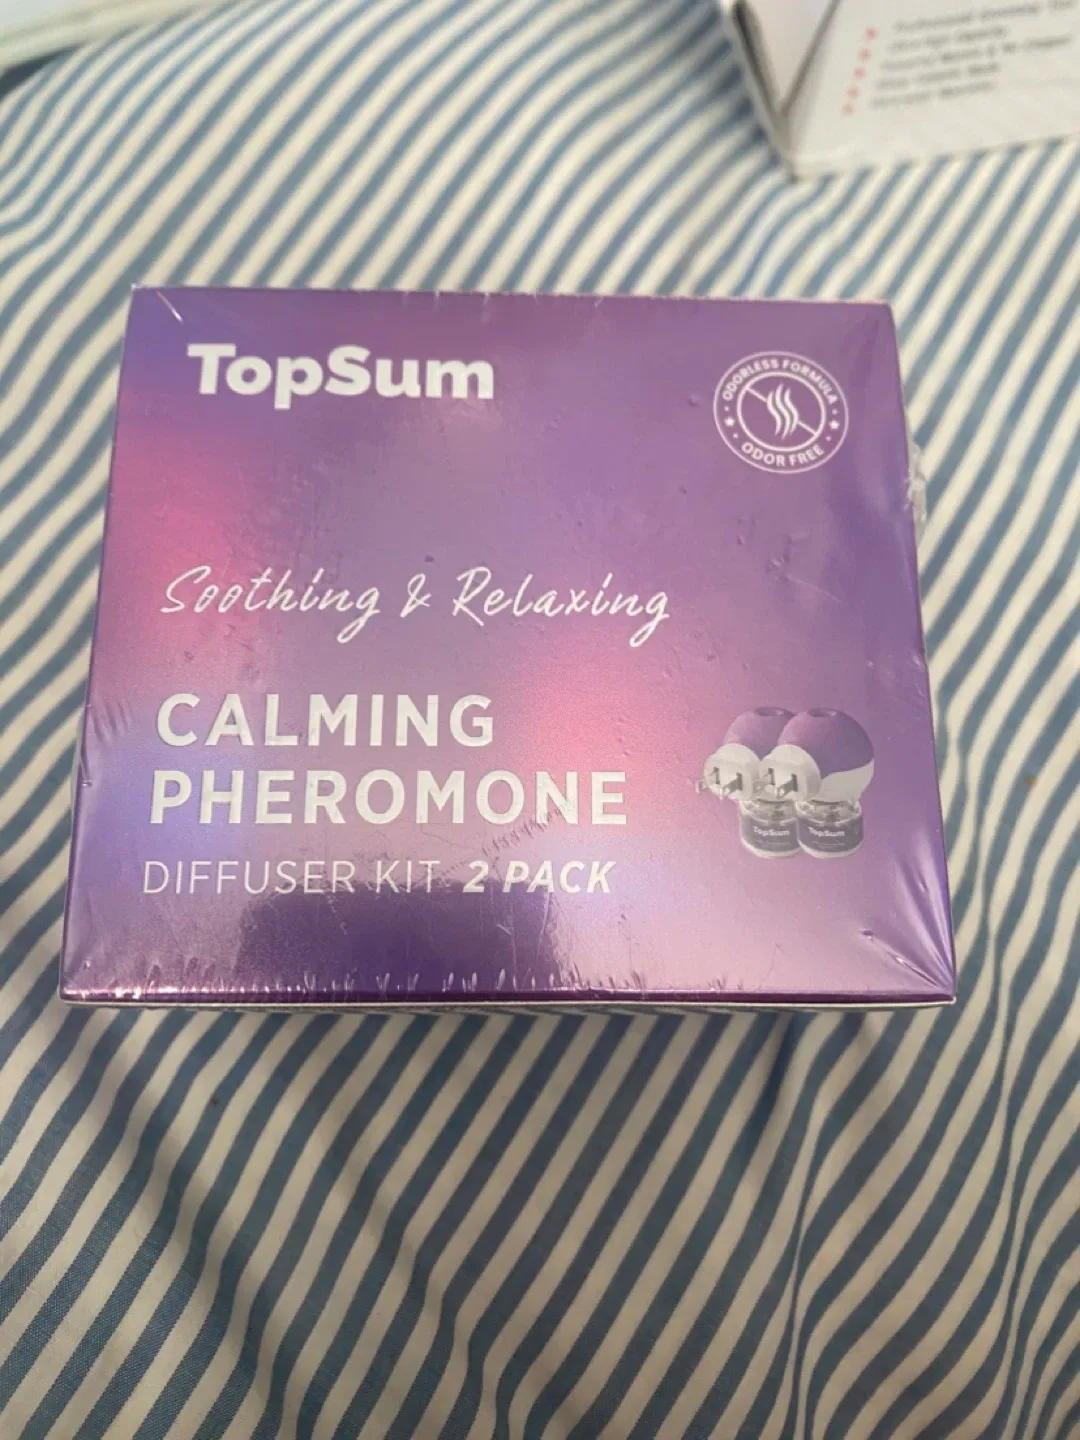 TopSum
ODORLESS FORMULA
ODOR FREE
Soothing & Relaxing
CALMING
PHEROMONE
DIFFUSER KIT 2 PACK
TopSum
TopSum